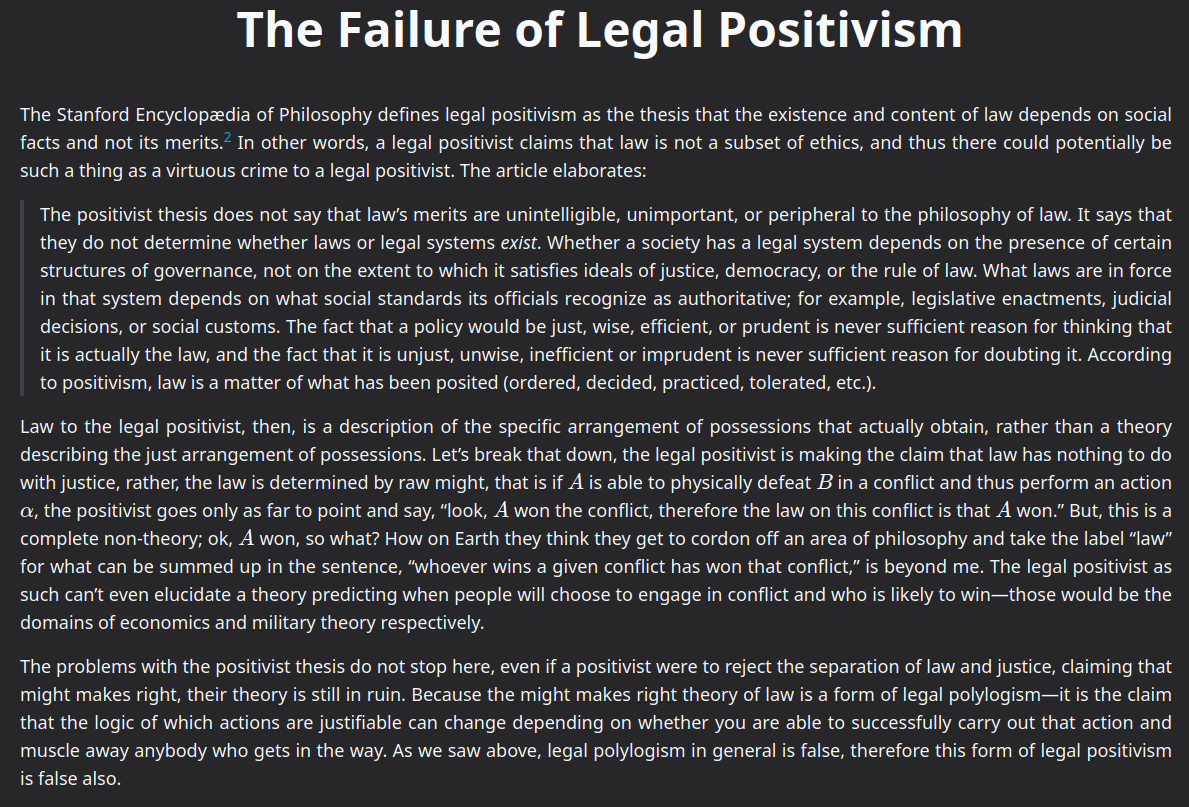 The Failure of Legal Positivism
The Stanford Encyclopædia of Philosophy defines legal positivism as the thesis that the existence and content of law depends on social
facts and not its merits.2 In other words, a legal positivist claims that law is not a subset of ethics, and thus there could potentially be
such a thing as a virtuous crime to a legal positivist. The article elaborates:
The positivist thesis does not say that law’s merits are unintelligible, unimportant, or peripheral to the philosophy of law. It says that
they do not determine whether laws or legal systems exist. Whether a society has a legal system depends on the presence of certain
structures of governance, not on the extent to which it satisfies ideals of justice, democracy, or the rule of law. What laws are in force
in that system depends on what social standards its officials recognize as authoritative; for example, legislative enactments, judicial
decisions, or social customs. The fact that a policy would be just, wise, efficient, or prudent is never sufficient reason for thinking that
it is actually the law, and the fact that it is unjust, unwise, inefficient or imprudent is never sufficient reason for doubting it. According
to positivism, law is a matter of what has been posited (ordered, decided, practiced, tolerated, etc.).
Law to the legal positivist, then, is a description of the specific arrangement of possessions that actually obtain, rather than a theory
describing the just arrangement of possessions. Let’s break that down, the legal positivist is making the claim that law has nothing to do
with justice, rather, the law is determined by raw might, that is if A is able to physically defeat B in a conflict and thus perform an action
α, the positivist goes only as far to point and say, “look, A won the conflict, therefore the law on this conflict is that A won.” But, this is a
complete non-theory; ok, A won, so what? How on Earth they think they get to cordon off an area of philosophy and take the label “law”
for what can be summed up in the sentence, “whoever wins a given conflict has won that conflict,” is beyond me. The legal positivist as
such can’t even elucidate a theory predicting when people will choose to engage in conflict and who is likely to win—those would be the
domains of economics and military theory respectively.
The problems with the positivist thesis do not stop here, even if a positivist were to reject the separation of law and justice, claiming that
might makes right, their theory is still in ruin. Because the might makes right theory of law is a form of legal polylogism—it is the claim
that the logic of which actions are justifiable can change depending on whether you are able to successfully carry out that action and
muscle away anybody who gets in the way. As we saw above, legal polylogism in general is false, therefore this form of legal positivism
is false also.